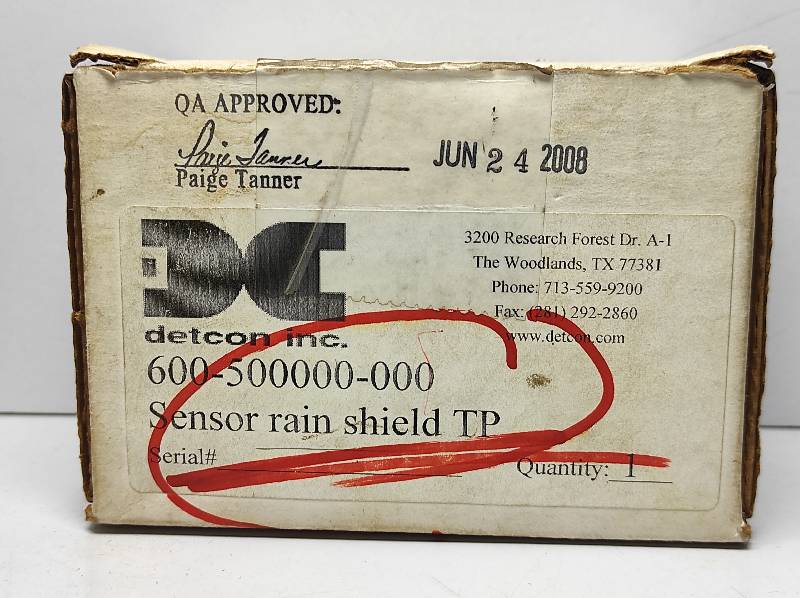 QA APPROVED:
Paige Tanner
Paige Tanner
JUN 24 2008
3200 Research Forest Dr. A-1
The Woodlands, TX 77381
Phone: 713-559-9200
Fax: (281) 292-2860
www.detcon.com
detcon inc.
600-500000-000
Sensor rain shield TP
Serial#
Quantity: 1